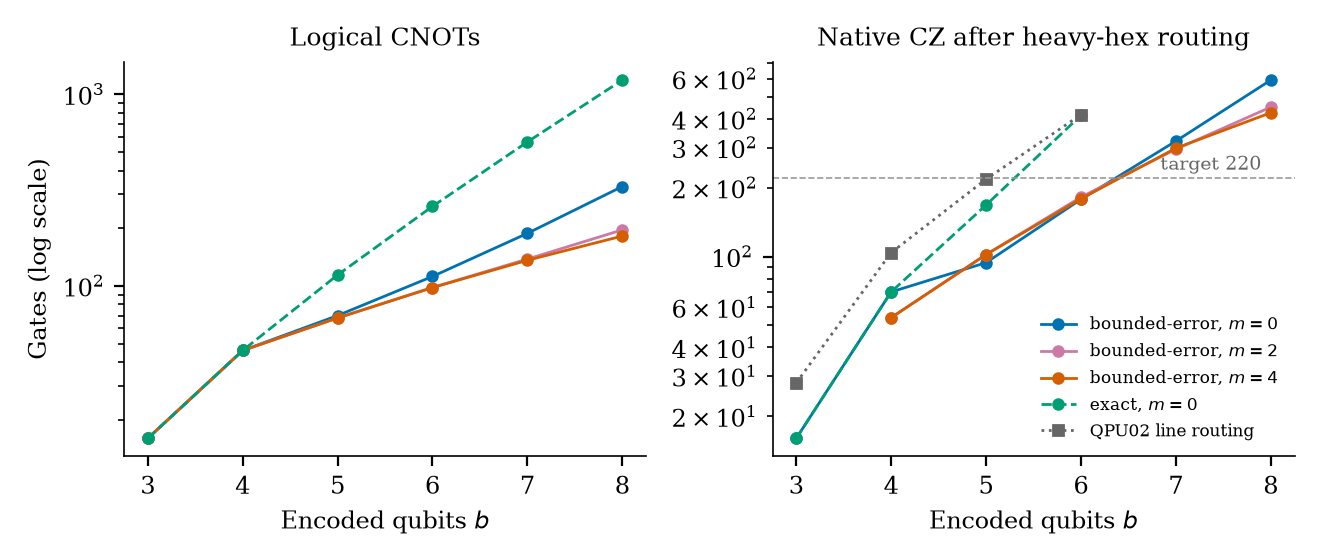 Logical CNOTs
Gates (log scale)
10³
10²
3 4 5 6 7 8
Encoded qubits b
Native CZ after heavy-hex routing
6 × 10²
4 × 10²
3 × 10²
2 × 10²
10²
6 × 10¹
4 × 10¹
3 × 10¹
2 × 10¹
target 220
bounded-error, m = 0
bounded-error, m = 2
bounded-error, m = 4
exact, m = 0
QPU02 line routing
3 4 5 6 7 8
Encoded qubits b